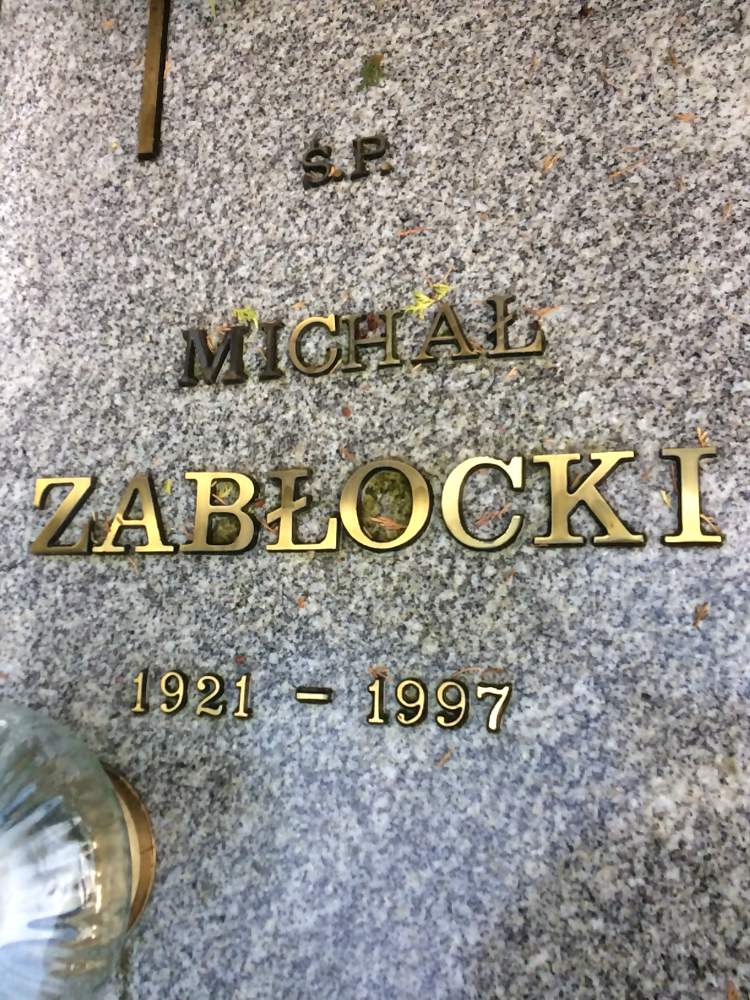 Ś.P.
MICHAŁ
ZABŁOCKI
1921 - 1997